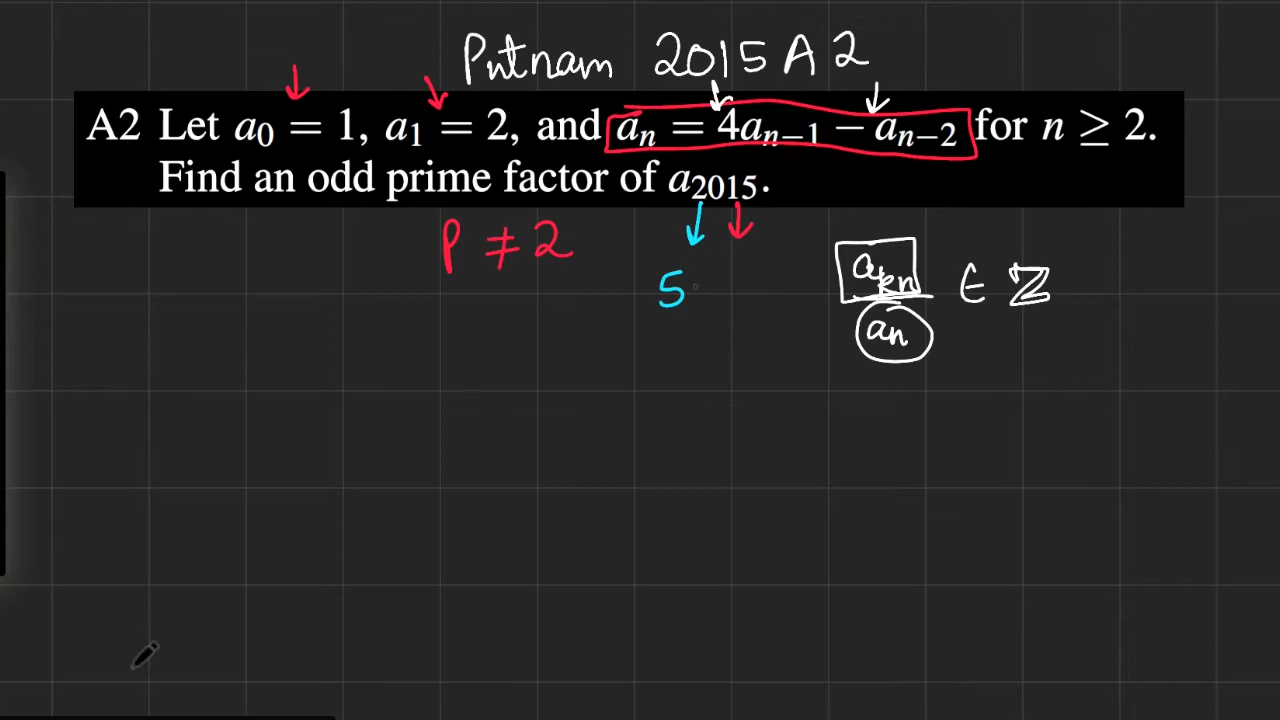 Putnam 2015 A2
A2 Let a₀ = 1, a₁ = 2, and aₙ = 4aₙ₋₁ − aₙ₋₂ for n ≥ 2.
Find an odd prime factor of a₂₀₁₅.
P ≠ 2
5
aₖₙ / aₙ ∈ ℤ